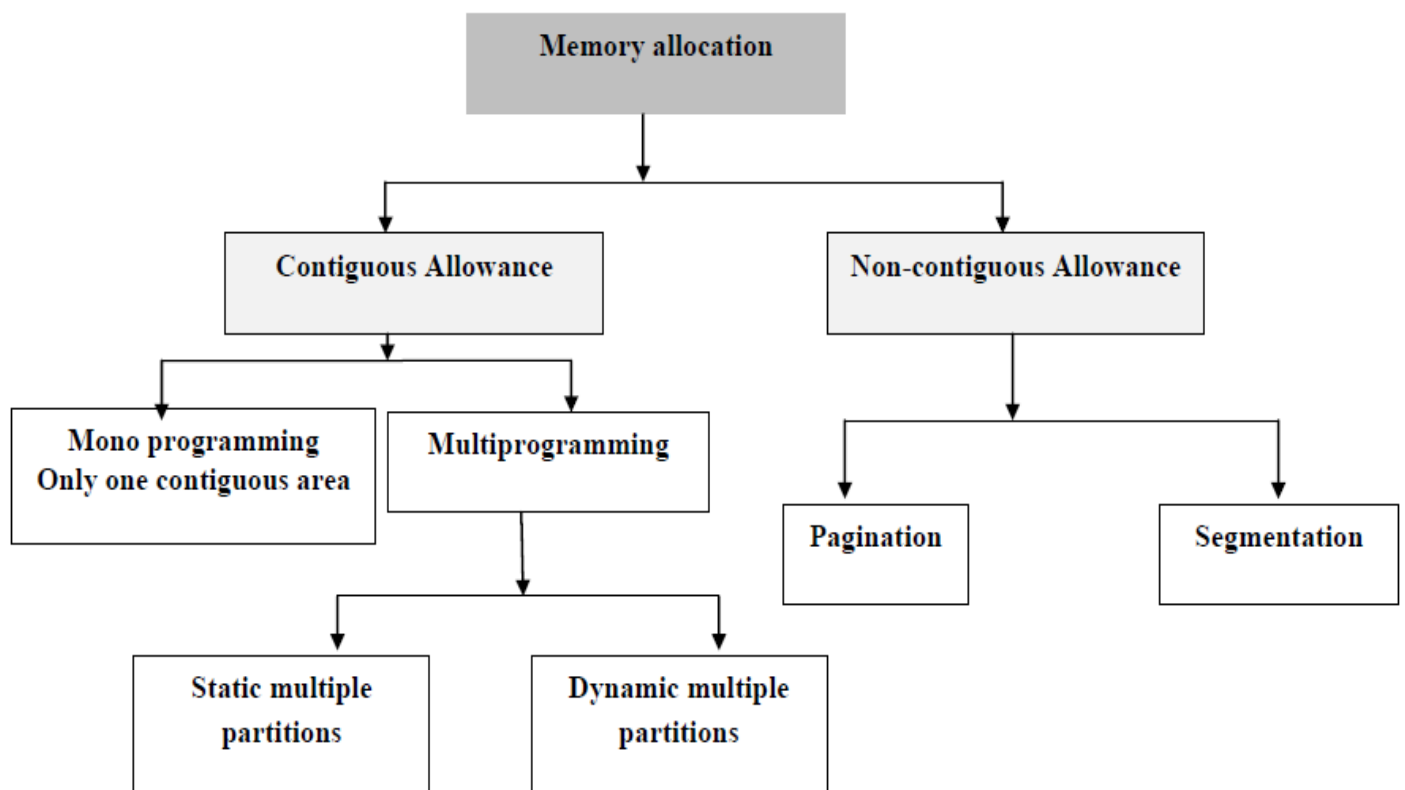 Memory allocation
Contiguous Allowance
Non-contiguous Allowance
Mono programming
Only one contiguous area
Multiprogramming
Pagination
Segmentation
Static multiple
partitions
Dynamic multiple
partitions